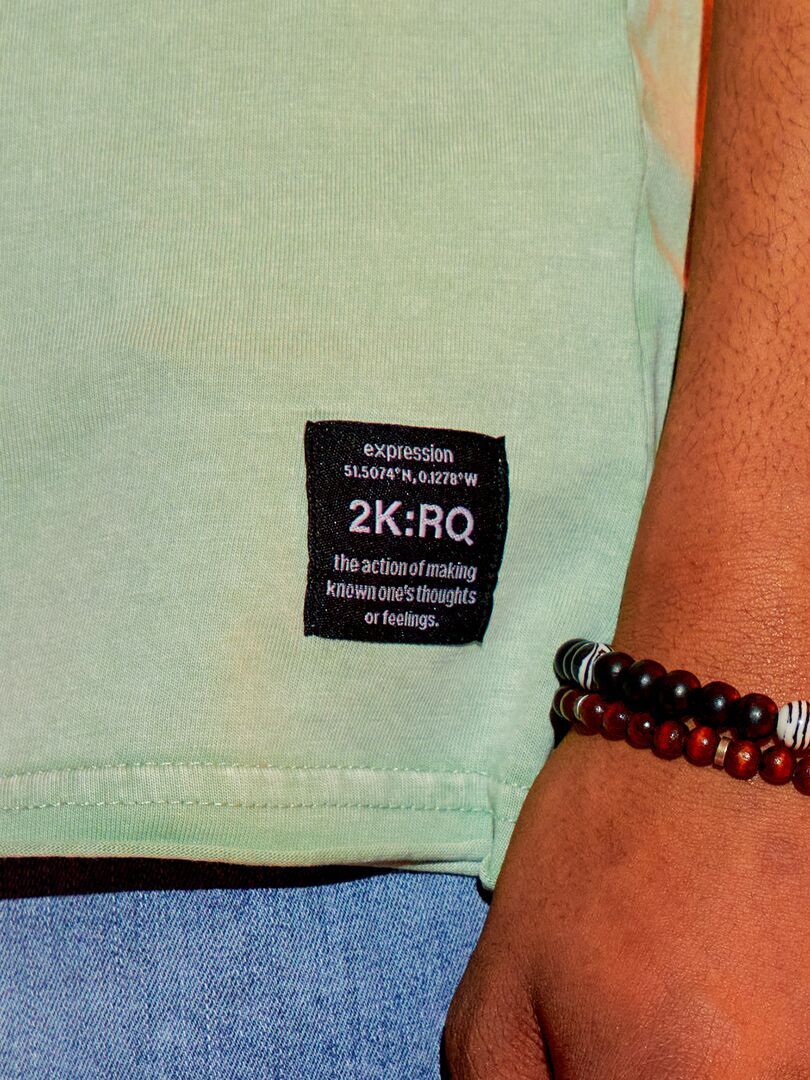 expression
51.5074°N, 0.1278°W
2K:RQ
the action of making
known one's thoughts
or feelings.